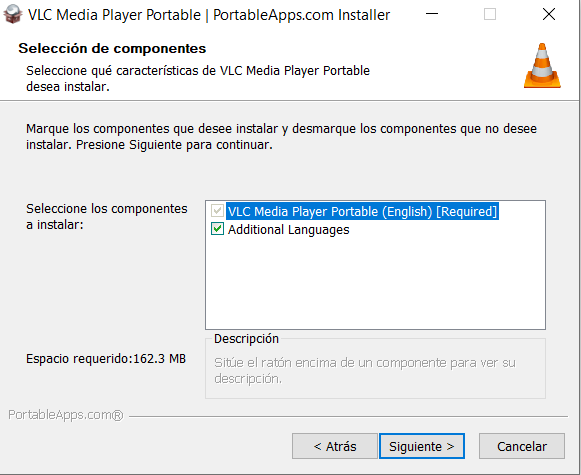 VLC Media Player Portable | PortableApps.com Installer
Selección de componentes
Seleccione qué características de VLC Media Player Portable
desea instalar.
Marque los componentes que desee instalar y desmarque los componentes que no desee
instalar. Presione Siguiente para continuar.
Seleccione los componentes
a instalar:
VLC Media Player Portable (English) [Required]
Additional Languages
Espacio requerido:162.3 MB
Descripción
Sitúe el ratón encima de un componente para ver su
descripción.
PortableApps.com®
< Atrás
Siguiente >
Cancelar